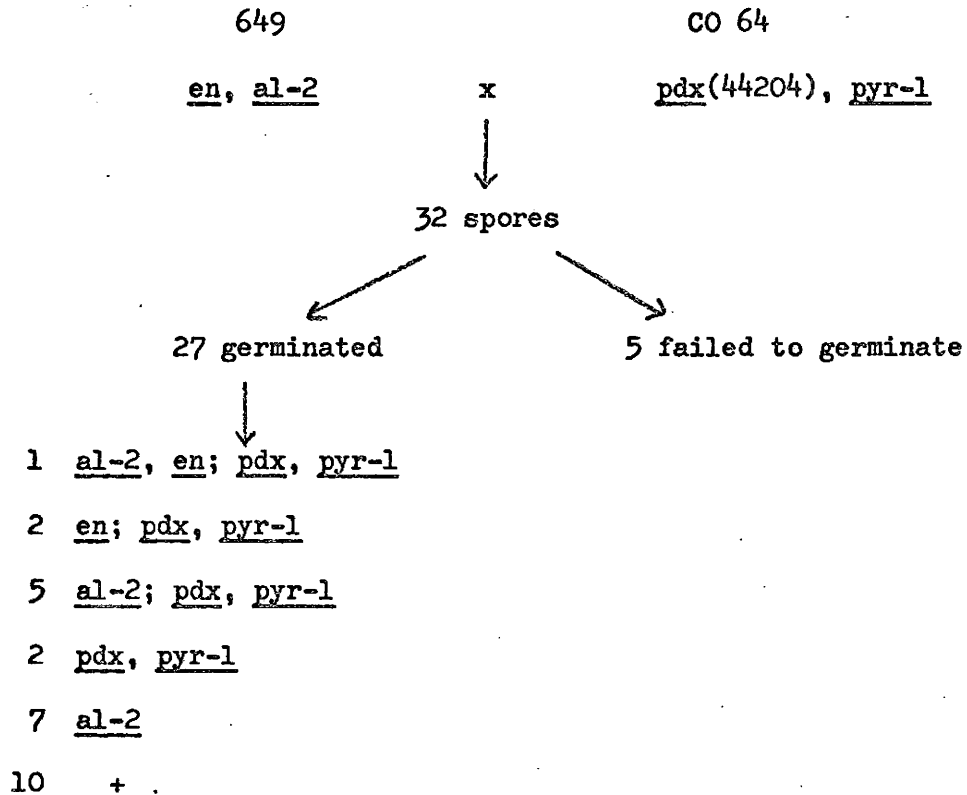 649 CO 64
en, al-2 x pdx(44204), pyr-1
32 spores
27 germinated 5 failed to germinate
1 al-2, en; pdx, pyr-1
2 en; pdx, pyr-1
5 al-2; pdx, pyr-1
2 pdx, pyr-1
7 al-2
10 + .